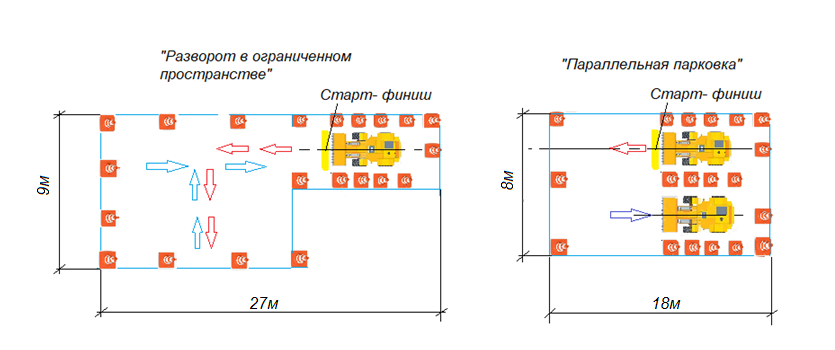 "Разворот в ограниченном
пространстве"
Старт- финиш
9м
27м
"Параллельная парковка"
Старт- финиш
8м
18м